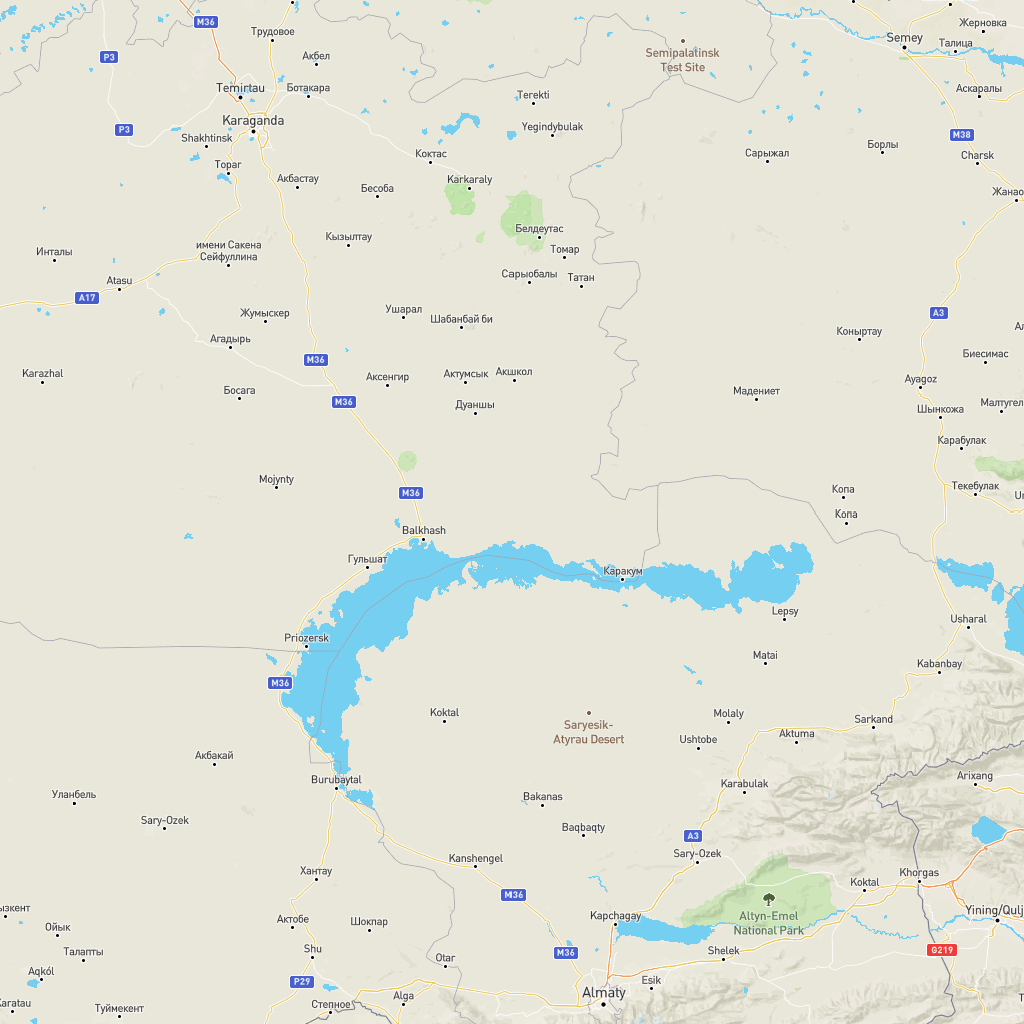 M36
Трудовое
Жерновка
Semey
Талица
Semipalatinsk
Test Site
P3
Акбел
Temirtau
Ботакара
Terekti
Аскаралы
Karaganda
P3
Yegindybulak
M38
Shakhtinsk
Борлы
Коктас
Сарыжал
Charsk
Топар
Акбастау
Karkaraly
Бесоба
Жанао
Белдеутас
Кызылтау
имени Сакена
Сейфуллина
Инталы
Томар
Сарыобалы
Татан
Atasu
A17
Ушарал
Жумыскер
Шабанбай би
A3
Коныртау
Агадырь
Биесимас
M36
Karazhal
Аксенгир
Актумсык
Акшкол
Ayagoz
Босага
Мадениет
M36
Дуаншы
Шынкожа
Малтугел
Карабулак
Mojynty
Копа
Текебулак
M36
Копа
Balkhash
Гульшат
Каракум
Lepsy
Usharal
Priozersk
Matai
Kabanbay
M36
Koktal
Saryesik-
Atyrau Desert
Molaly
Sarkand
Ushtobe
Aktuma
Акбакай
Burubaytal
Arixang
Уланбель
Karabulak
Bakanas
Sary-Ozek
Baqbaqty
A3
Sary-Ozek
Kanshengel
Хантау
Koktal
Khorgas
M36
Kapchagay
Altyn-Emel
National Park
Yining/Qulj
Актобе
Шокпар
Ойык
Талапты
Shu
M36
Shelek
G219
Otar
Aqkól
P29
Esik
Almaty
Alga
Степное
Туймекент